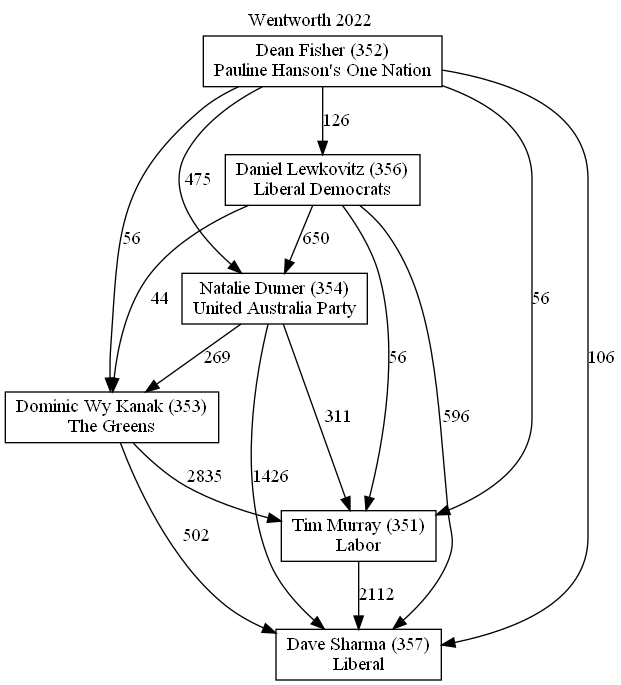 Wentworth 2022
Dean Fisher (352)
Pauline Hanson's One Nation
126
Daniel Lewkovitz (356)
Liberal Democrats
475
56
650
44
Natalie Dumer (354)
United Australia Party
56
269
56
106
Dominic Wy Kanak (353)
The Greens
311
596
2835
1426
502
Tim Murray (351)
Labor
2112
Dave Sharma (357)
Liberal